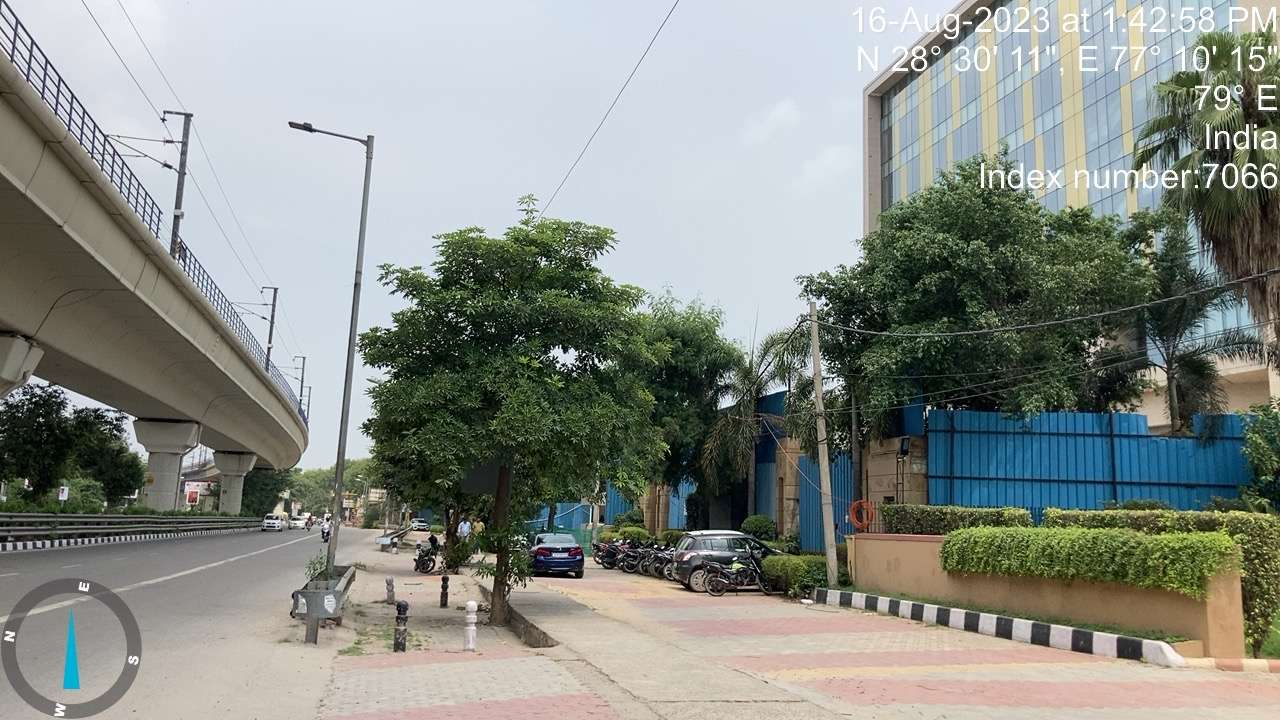 16-Aug-2023 at 1:42:58 PM
N 28° 30' 11", E 77° 10' 15"
79° E
India
Index number:7066
E
N
S
W